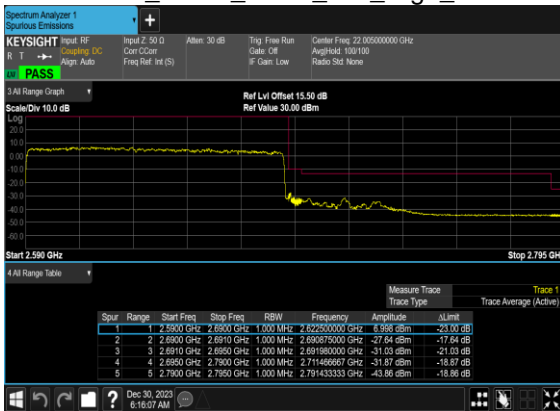 Spectrum Analyzer 1
Spurious Emissions
+
KEYSIGHT Input: RF Input Z: 50 Ω Atten: 30 dB Trig: Free Run Center Freq: 22.005000000 GHz
R T Coupling: DC Corr CCorr Gate: Off Avg|Hold: 100/100
Align: Auto Freq Ref: Int (S) IF Gain: Low Radio Std: None
PASS
3 All Range Graph
Ref Lvl Offset 15.50 dB
Scale/Div 10.0 dB Ref Value 30.00 dBm
Log
20.0
10.0
0.00
-10.0
-20.0
-30.0
-40.0
-50.0
-60.0
Start 2.590 GHz Stop 2.795 GH
4 All Range Table
Measure Trace Trace 1
Trace Type Trace Average (Active)
Spur Range Start Freq Stop Freq RBW Frequency Amplitude ΔLimit
1 1 2.5900 GHz 2.6900 GHz 1.000 MHz 2.622500000 GHz 6.998 dBm -23.00 dB
2 2 2.6900 GHz 2.6910 GHz 1.000 MHz 2.690875000 GHz -27.64 dBm -17.64 dB
3 3 2.6910 GHz 2.6950 GHz 1.000 MHz 2.691980000 GHz -31.03 dBm -21.03 dB
4 4 2.6950 GHz 2.7900 GHz 1.000 MHz 2.711466667 GHz -31.87 dBm -18.87 dB
5 5 2.7900 GHz 2.7950 GHz 1.000 MHz 2.791433333 GHz -43.86 dBm -18.86 dB
Dec 30, 2023
6:16:07 AM